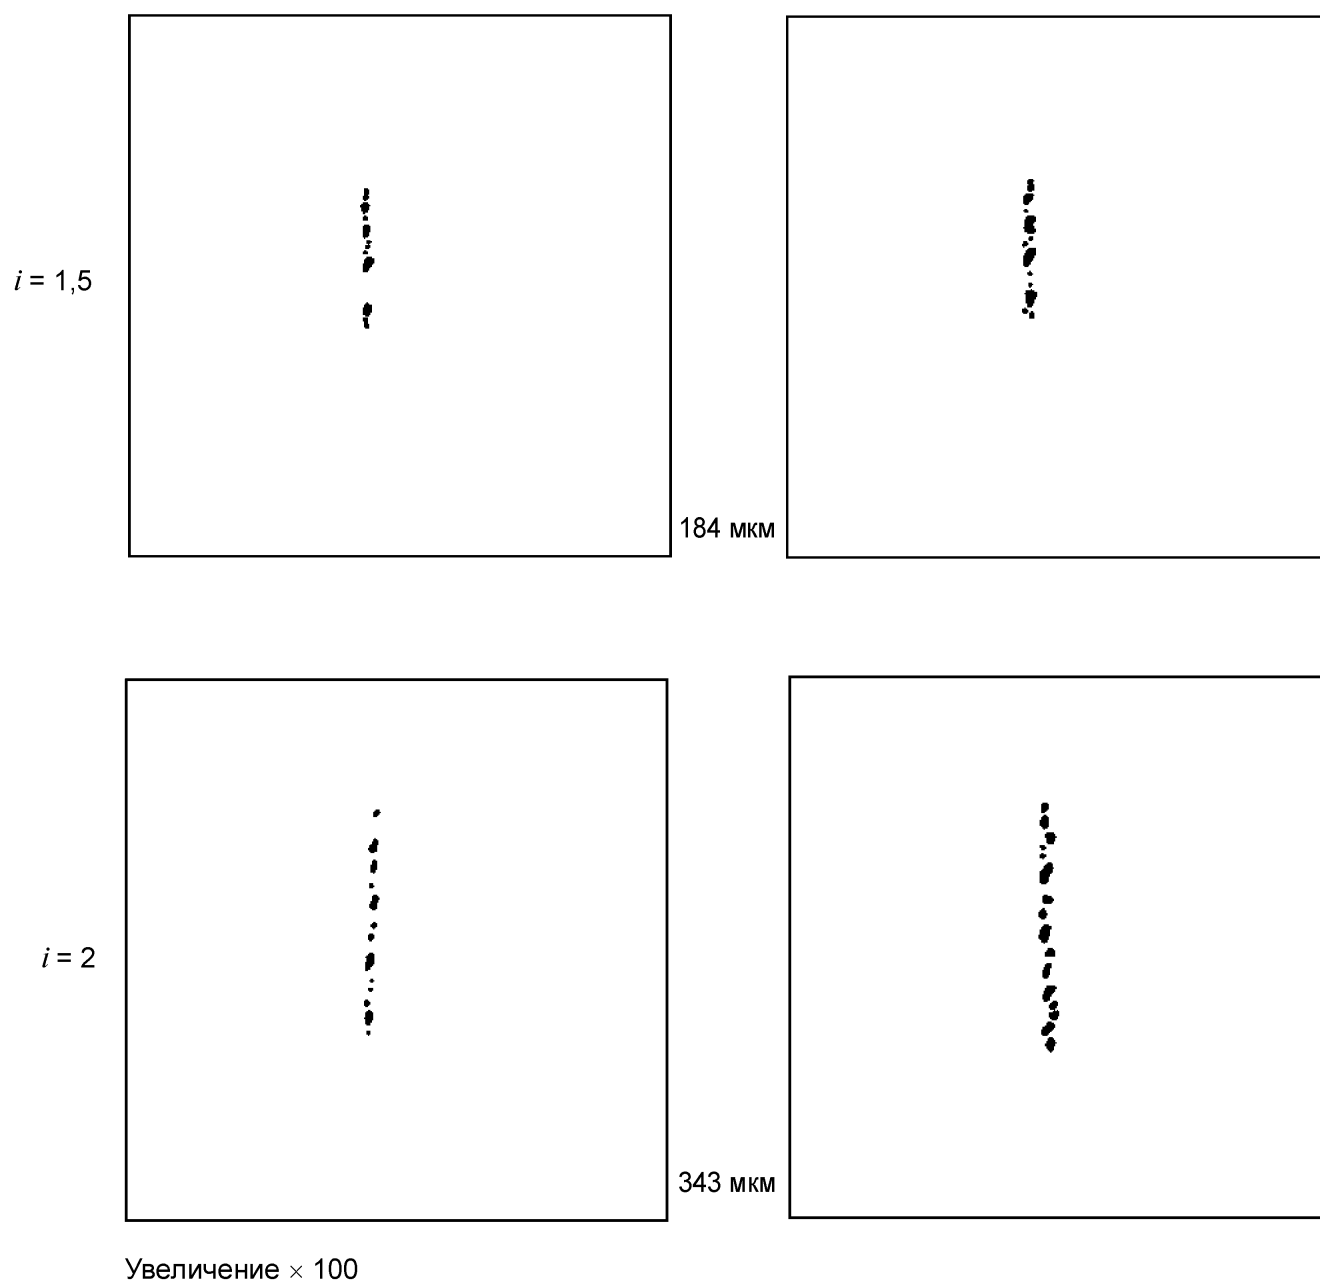 i = 1,5
184 мкм
i = 2
343 мкм
Увеличение × 100